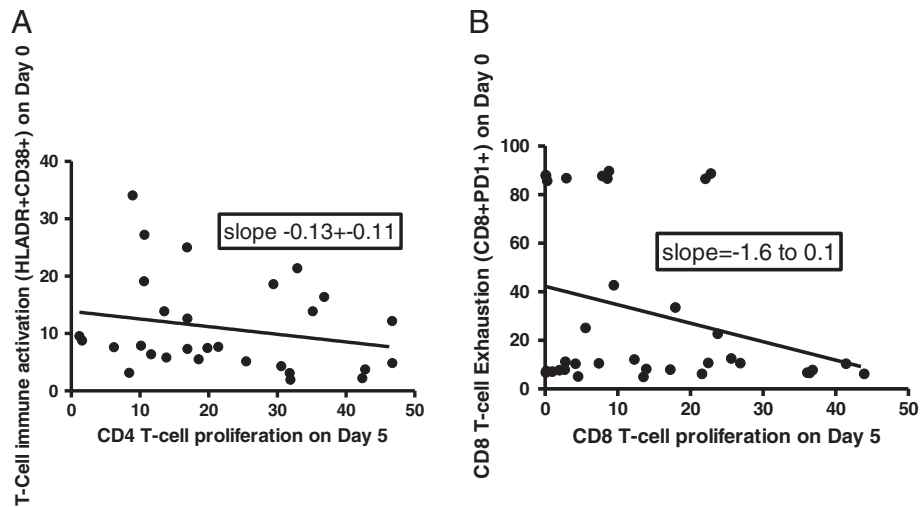 A
T-Cell immune activation (HLADR+CD38+) on Day 0
40
30
20
10
0
slope -0.13+-0.11
0 10 20 30 40 50
CD4 T-cell proliferation on Day 5
B
CD8 T-cell Exhaustion (CD8+PD1+) on Day 0
100
80
60
40
20
0
slope=-1.6 to 0.1
0 10 20 30 40 50
CD8 T-cell proliferation on Day 5